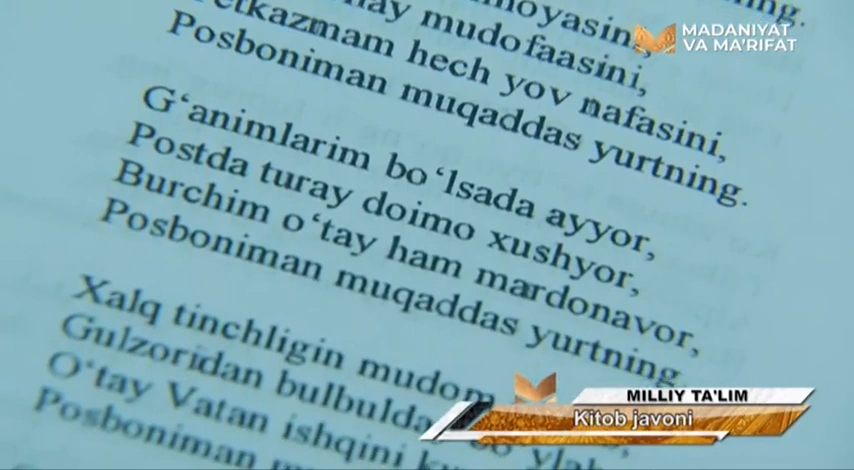 mudofaasini,
hech yov nafasini,
Posboniman muqaddas yurtning.
G‘animlarim bo‘lsada ayyor,
Postda turay doimo xushyor,
Burchim o‘tay ham mardonavor,
Posboniman muqaddas yurtning.
Xalq tinchligin mudom
Gulzoridan
O‘tay Vatan ishqini
Posboniman
MADANIYAT
VA MA'RIFAT
MILLIY TA'LIM
Kitob javoni